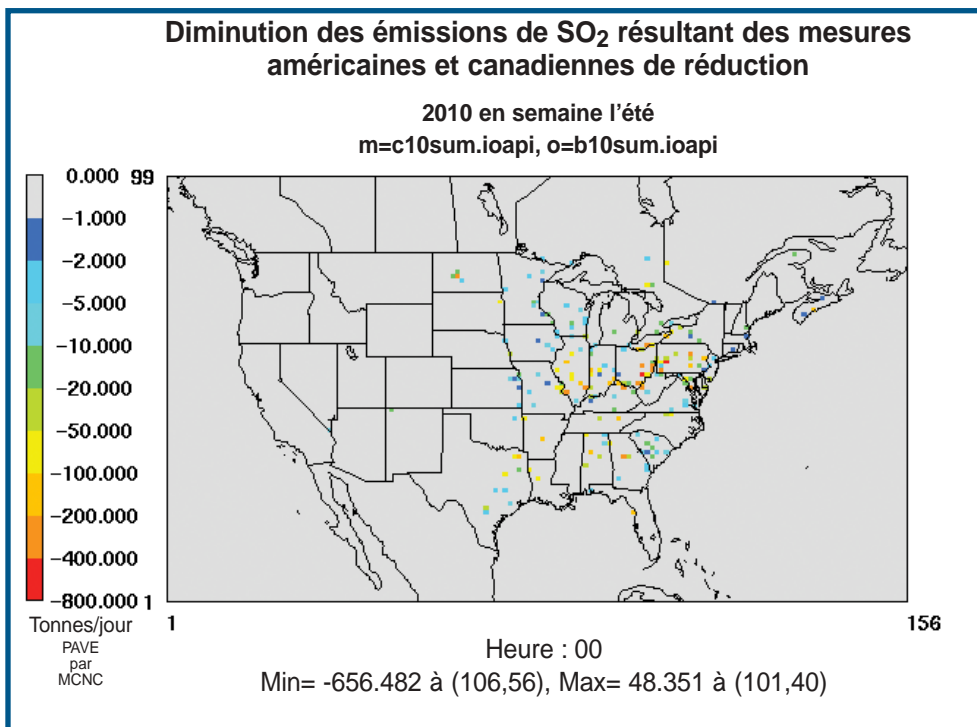 Diminution des émissions de SO2 résultant des mesures
américaines et canadiennes de réduction
2010 en semaine l'été
m=c10sum.ioapi, o=b10sum.ioapi
0.000 99
−1.000
−2.000
−5.000
−10.000
−20.000
−50.000
−100.000
−200.000
−400.000
−800.000 1
1 156
Tonnes/jour
PAVE
par
MCNC
Heure : 00
Min= -656.482 à (106,56), Max= 48.351 à (101,40)